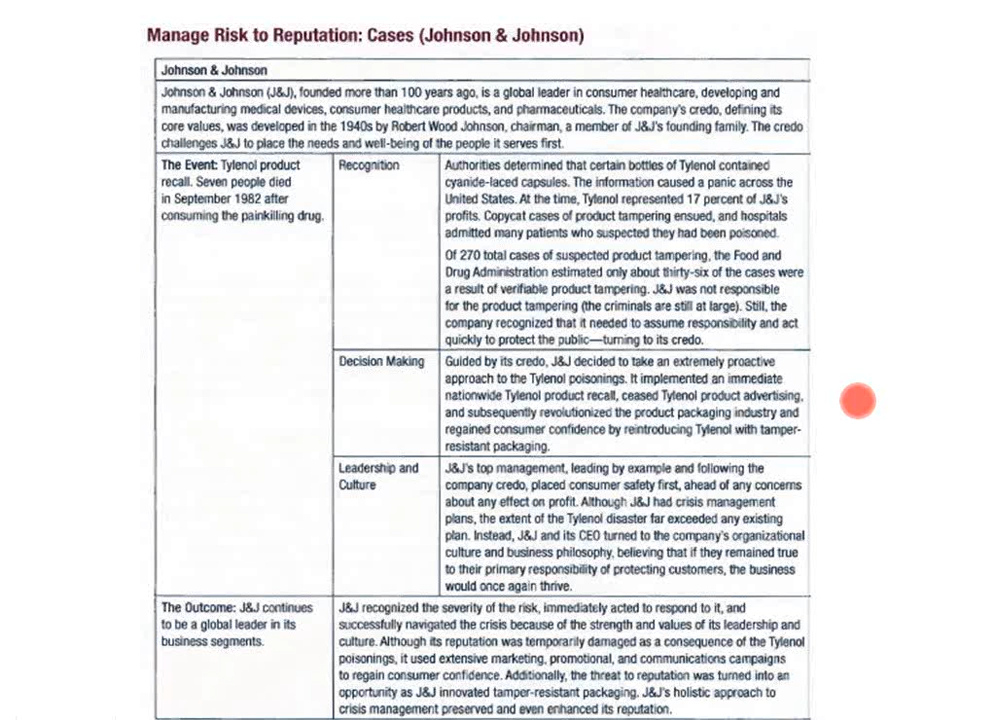 Manage Risk to Reputation: Cases (Johnson & Johnson)
Johnson & Johnson
Johnson & Johnson (J&J), founded more than 100 years ago, is a global leader in consumer healthcare, developing and
manufacturing medical devices, consumer healthcare products, and pharmaceuticals. The company's credo, defining its
core values, was developed in the 1940s by Robert Wood Johnson, chairman, a member of J&J's founding family. The credo
challenges J&J to place the needs and well-being of the people it serves first.
The Event: Tylenol product
recall. Seven people died
in September 1982 after
consuming the painkilling drug.
Recognition
Authorities determined that certain bottles of Tylenol contained
cyanide-laced capsules. The information caused a panic across the
United States. At the time, Tylenol represented 17 percent of J&J's
profits. Copycat cases of product tampering ensued, and hospitals
admitted many patients who suspected they had been poisoned.
Of 270 total cases of suspected product tampering, the Food and
Drug Administration estimated only about thirty-six of the cases were
a result of verifiable product tampering. J&J was not responsible
for the product tampering (the criminals are still at large). Still, the
company recognized that it needed to assume responsibility and act
quickly to protect the public—turning to its credo.
Decision Making
Guided by its credo, J&J decided to take an extremely proactive
approach to the Tylenol poisonings. It implemented an immediate
nationwide Tylenol product recall, ceased Tylenol product advertising,
and subsequently revolutionized the product packaging industry and
regained consumer confidence by reintroducing Tylenol with tamper-
resistant packaging.
Leadership and
Culture
J&J's top management, leading by example and following the
company credo, placed consumer safety first, ahead of any concerns
about any effect on profit. Although J&J had crisis management
plans, the extent of the Tylenol disaster far exceeded any existing
plan. Instead, J&J and its CEO turned to the company's organizational
culture and business philosophy, believing that if they remained true
to their primary responsibility of protecting customers, the business
would once again thrive.
The Outcome: J&J continues
to be a global leader in its
business segments.
J&J recognized the severity of the risk, immediately acted to respond to it, and
successfully navigated the crisis because of the strength and values of its leadership and
culture. Although its reputation was temporarily damaged as a consequence of the Tylenol
poisonings, it used extensive marketing, promotional, and communications campaigns
to regain consumer confidence. Additionally, the threat to reputation was turned into an
opportunity as J&J innovated tamper-resistant packaging. J&J's holistic approach to
crisis management preserved and even enhanced its reputation.